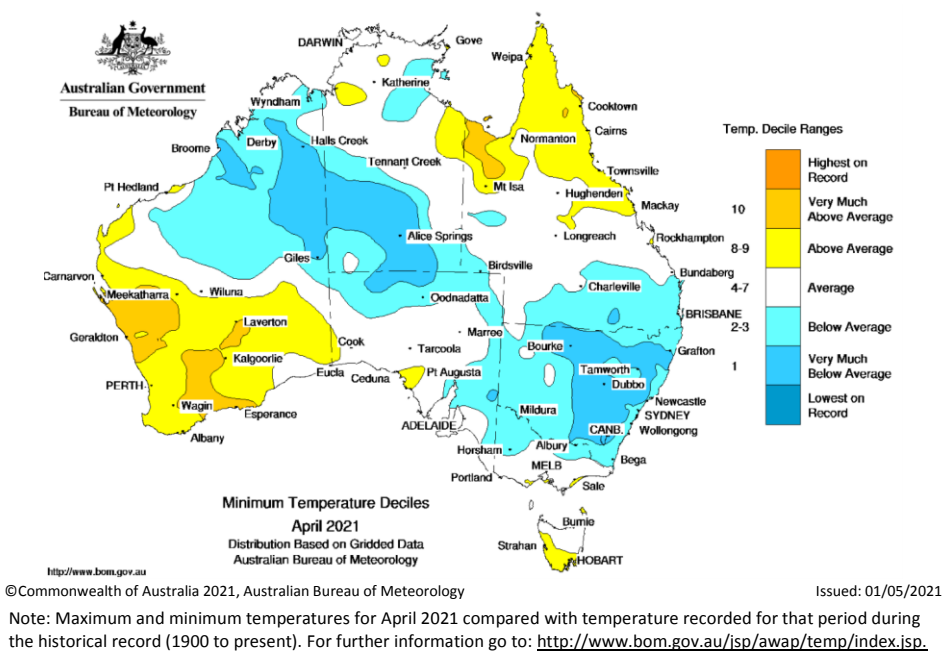 Australian Government
Bureau of Meteorology
DARWIN
Gove
Weipa
Katherine
Wyndham
Cooktown
Derby
Halls Creek
Normanton
Cairns
Broome
Tennant Creek
Townsville
Pt Hedland
Mt Isa
Hughenden
Mackay
Alice Springs
Longreach
Rockhampton
Giles
Birdsville
Carnarvon
Bundaberg
Meekatharra
Wiluna
Oodnadatta
Charleville
BRISBANE
Laverton
Marree
Geraldton
Cook
Tarcoola
Bourke
Grafton
Kalgoorlie
Eucla
Ceduna
Pt Augusta
Tamworth
PERTH
Dubbo
Wagin
Esperance
Mildura
Newcastle
SYDNEY
ADELAIDE
CANB.
Wollongong
Albany
Horsham
Albury
Bega
Portland
MELB
Sale
Burnie
Strahan
HOBART
Temp. Decile Ranges
Highest on
Record
10
Very Much
Above Average
8-9
Above Average
4-7
Average
2-3
Below Average
1
Very Much
Below Average
Lowest on
Record
Minimum Temperature Deciles
April 2021
Distribution Based on Gridded Data
Australian Bureau of Meteorology
http://www.bom.gov.au
©Commonwealth of Australia 2021, Australian Bureau of Meteorology
Issued: 01/05/2021
Note: Maximum and minimum temperatures for April 2021 compared with temperature recorded for that period during
the historical record (1900 to present). For further information go to: http://www.bom.gov.au/jsp/awap/temp/index.jsp.